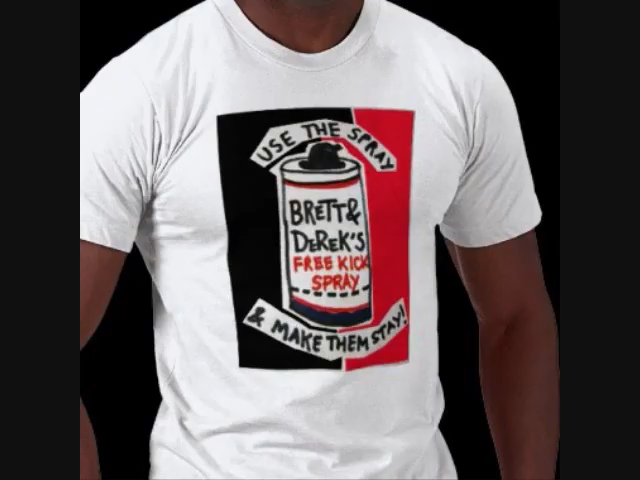 USE THE SPRAY
BRETT &
DEREK'S
FREE KICK
SPRAY
& MAKE THEM STAY!